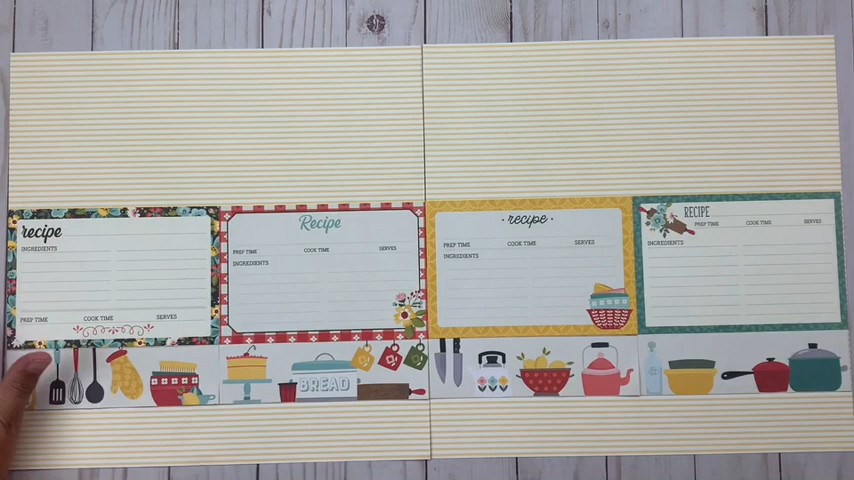 recipe
INGREDIENTS
PREP TIME COOK TIME SERVES
Recipe
PREP TIME COOK TIME SERVES
INGREDIENTS
• recipe •
PREP TIME COOK TIME SERVES
INGREDIENTS
RECIPE
PREP TIME COOK TIME SERVES
INGREDIENTS
BREAD